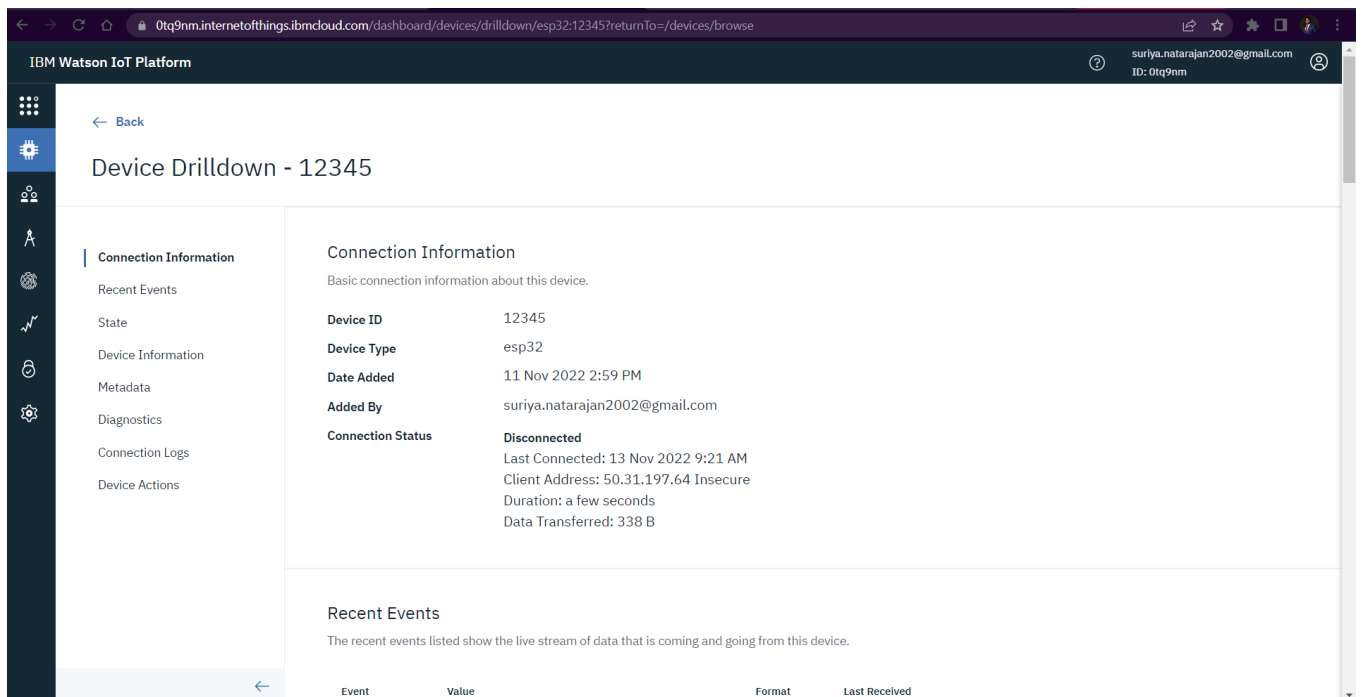 0tq9nm.internetofthings.ibmcloud.com/dashboard/devices/drilldown/esp32:12345?returnTo=/devices/browse
IBM Watson IoT Platform
suriya.natarajan2002@gmail.com
ID: 0tq9nm
Back
Device Drilldown - 12345
Connection Information
Recent Events
State
Device Information
Metadata
Diagnostics
Connection Logs
Device Actions
Connection Information
Basic connection information about this device.
Device ID 12345
Device Type esp32
Date Added 11 Nov 2022 2:59 PM
Added By suriya.natarajan2002@gmail.com
Connection Status Disconnected
Last Connected: 13 Nov 2022 9:21 AM
Client Address: 50.31.197.64 Insecure
Duration: a few seconds
Data Transferred: 338 B
Recent Events
The recent events listed show the live stream of data that is coming and going from this device.
Event Value Format Last Received